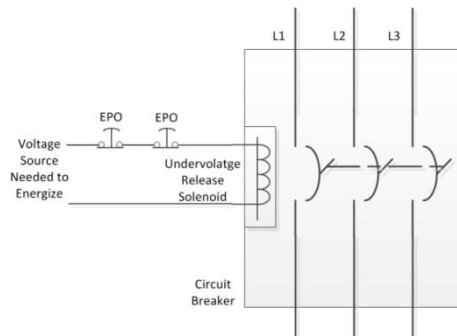 L1
L2
L3
EPO
EPO
Voltage
Source
Needed to
Energize
Undervolatge
Release
Solenoid
Circuit
Breaker